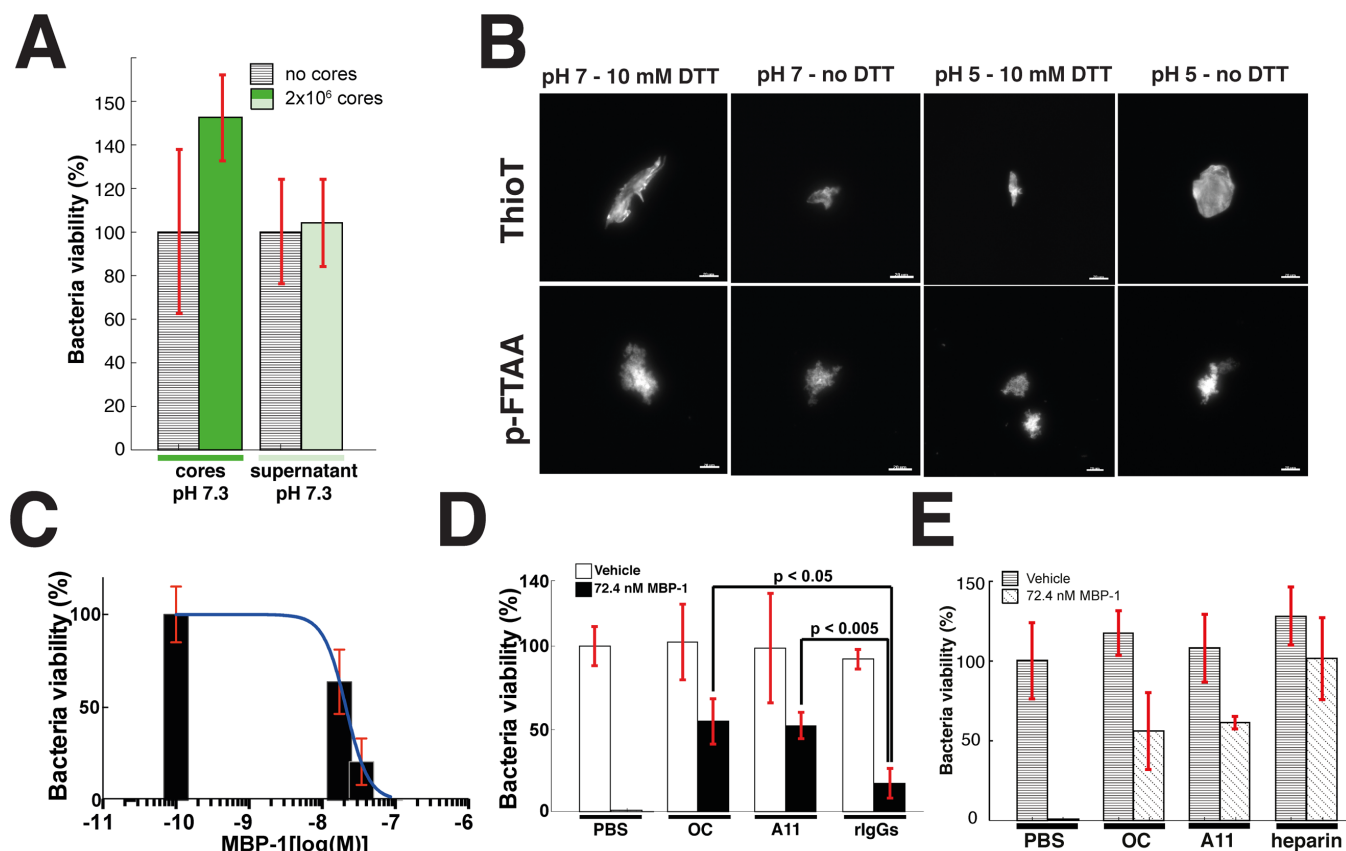 A
no cores
2x10⁶ cores
Bacteria viability (%)
150
140
120
100
80
60
40
20
0
cores
pH 7.3
supernatant
pH 7.3
B
pH 7 - 10 mM DTT
pH 7 - no DTT
pH 5 - 10 mM DTT
pH 5 - no DTT
ThioT
p-FTAA
C
Bacteria viability (%)
100
50
0
-11
-10
-9
-8
-7
-6
MBP-1[log(M)]
D
Vehicle
72.4 nM MBP-1
p < 0.05
p < 0.005
Bacteria viability (%)
140
100
50
0
PBS
OC
A11
rIgGs
E
Vehicle
72.4 nM MBP-1
Bacteria viability (%)
150
100
50
0
PBS
OC
A11
heparin